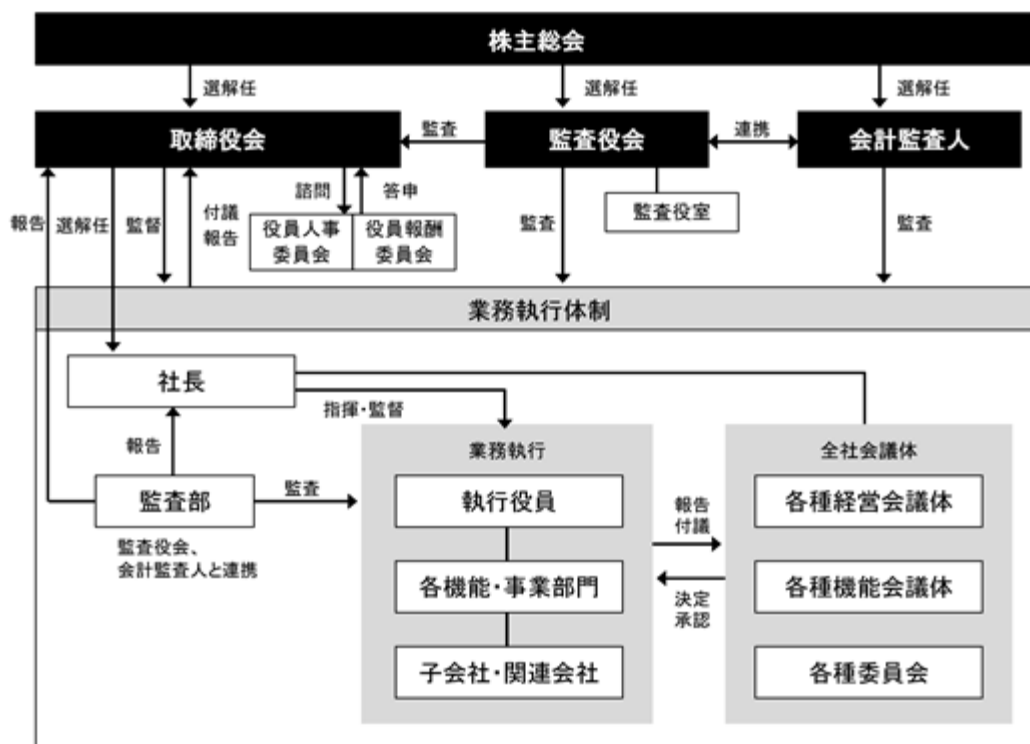 株主総会
選解任
選解任
選解任
取締役会
監査
監査役会
連携
会計監査人
報告
選解任
監督
付議
報告
諮問
答申
役員人事
委員会
役員報酬
委員会
監査
監査役室
監査
業務執行体制
社長
指揮・監督
報告
監査部
監査
監査役会、
会計監査人と連携
業務執行
執行役員
各機能・事業部門
子会社・関連会社
報告
付議
決定
承認
全社会議体
各種経営会議体
各種機能会議体
各種委員会